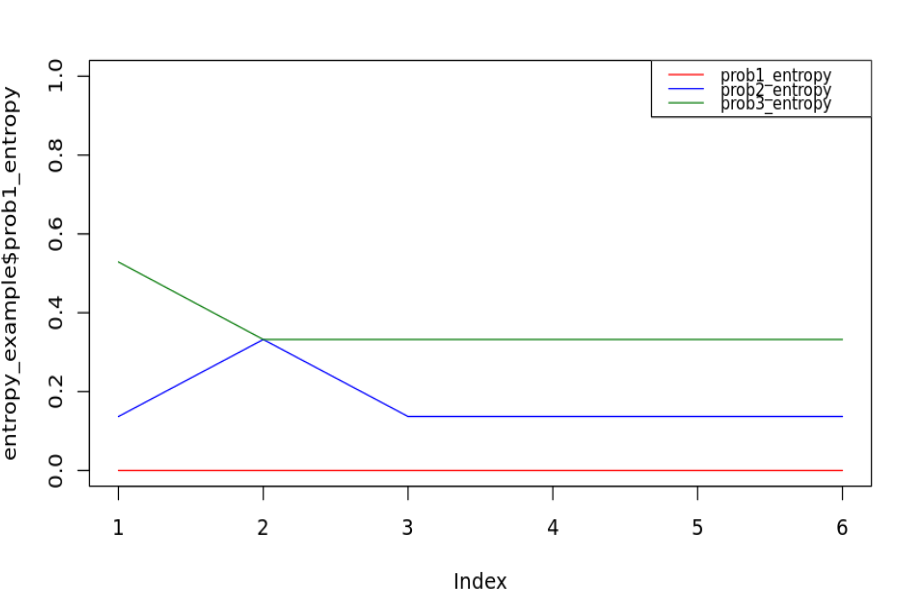 prob1_entropy
prob2_entropy
prob3_entropy
entropy_example$prob1_entropy
1.0
0.8
0.6
0.4
0.2
0.0
1 2 3 4 5 6
Index